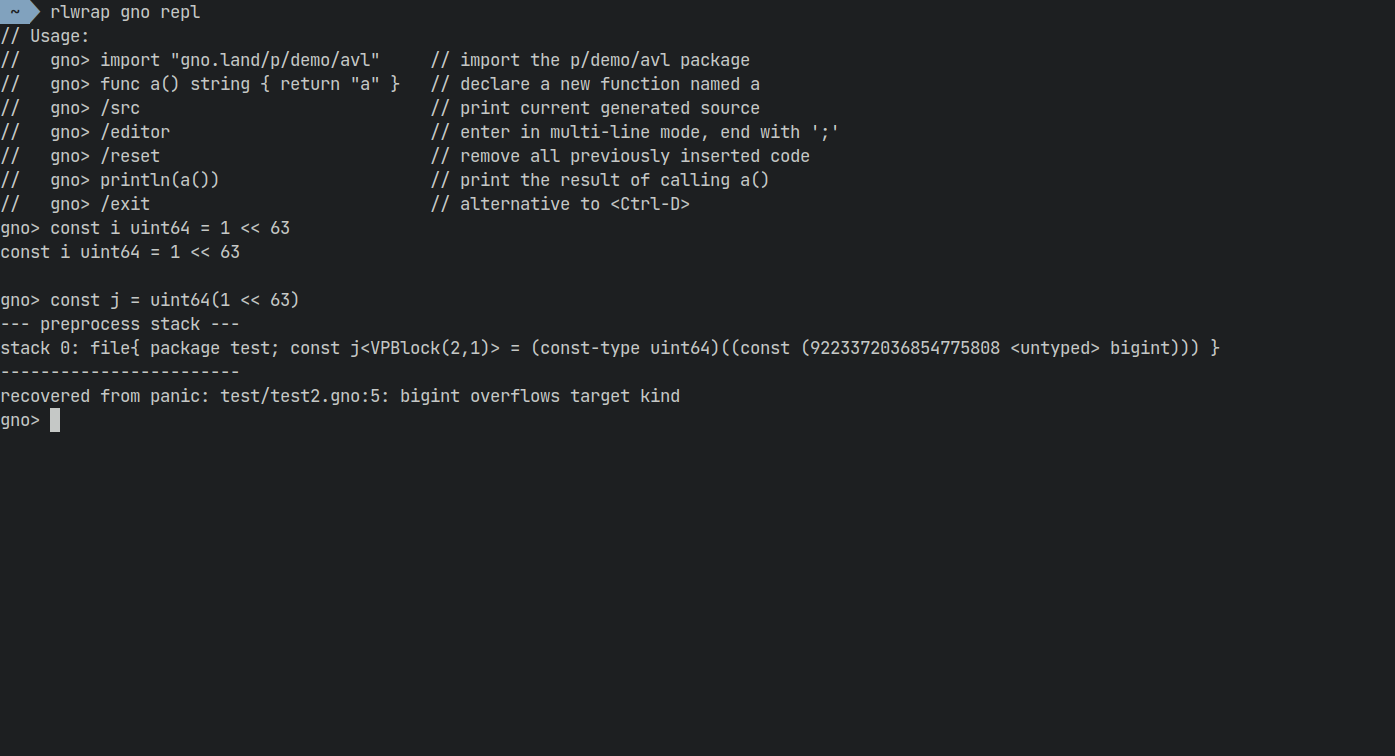 ~ rlwrap gno repl
// Usage:
//   gno> import "gno.land/p/demo/avl"     // import the p/demo/avl package
//   gno> func a() string { return "a" }   // declare a new function named a
//   gno> /src                             // print current generated source
//   gno> /editor                          // enter in multi-line mode, end with ';'
//   gno> /reset                           // remove all previously inserted code
//   gno> println(a())                     // print the result of calling a()
//   gno> /exit                            // alternative to <Ctrl-D>
gno> const i uint64 = 1 << 63
const i uint64 = 1 << 63
gno> const j = uint64(1 << 63)
--- preprocess stack ---
stack 0: file{ package test; const j<VPBlock(2,1)> = (const-type uint64)((const (9223372036854775808 <untyped> bigint))) }
------------------------
recovered from panic: test/test2.gno:5: bigint overflows target kind
gno>